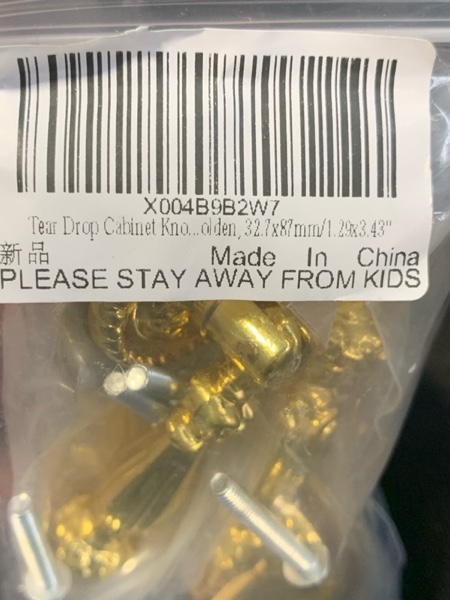 X004B9B2W7
Tear Drop Cabinet Kno...olden, 32.7x87mm/1.29x3.43"
新品 Made In China
PLEASE STAY AWAY FROM KIDS